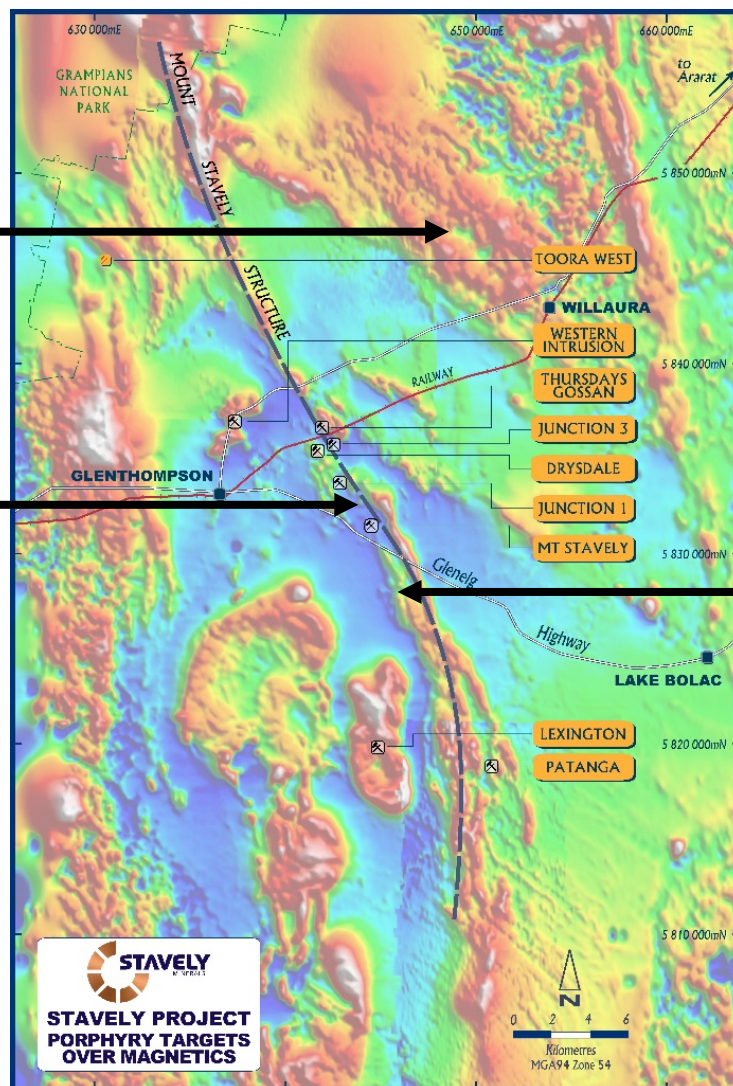 630 000mE
650 000mE
660 000mE
MOUNT STAVELY STRUCTURE
GRAMPIANS
NATIONAL
PARK
to
Ararat
5 850 000mN
TOORA WEST
WILLAURA
WESTERN
INTRUSION
5 840 000mN
RAILWAY
THURSDAYS
GOSSAN
JUNCTION 3
DRYSDALE
GLENTHOMPSON
JUNCTION 1
MT STAVELY
5 830 000mN
Glenelg Highway
LAKE BOLAC
LEXINGTON
5 820 000mN
PATANGA
5 810 000mN
STAVELY
MINERALS
STAVELY PROJECT
PORPHYRY TARGETS
OVER MAGNETICS
N
0 2 4 6
Kilometres
MGA94 Zone 54